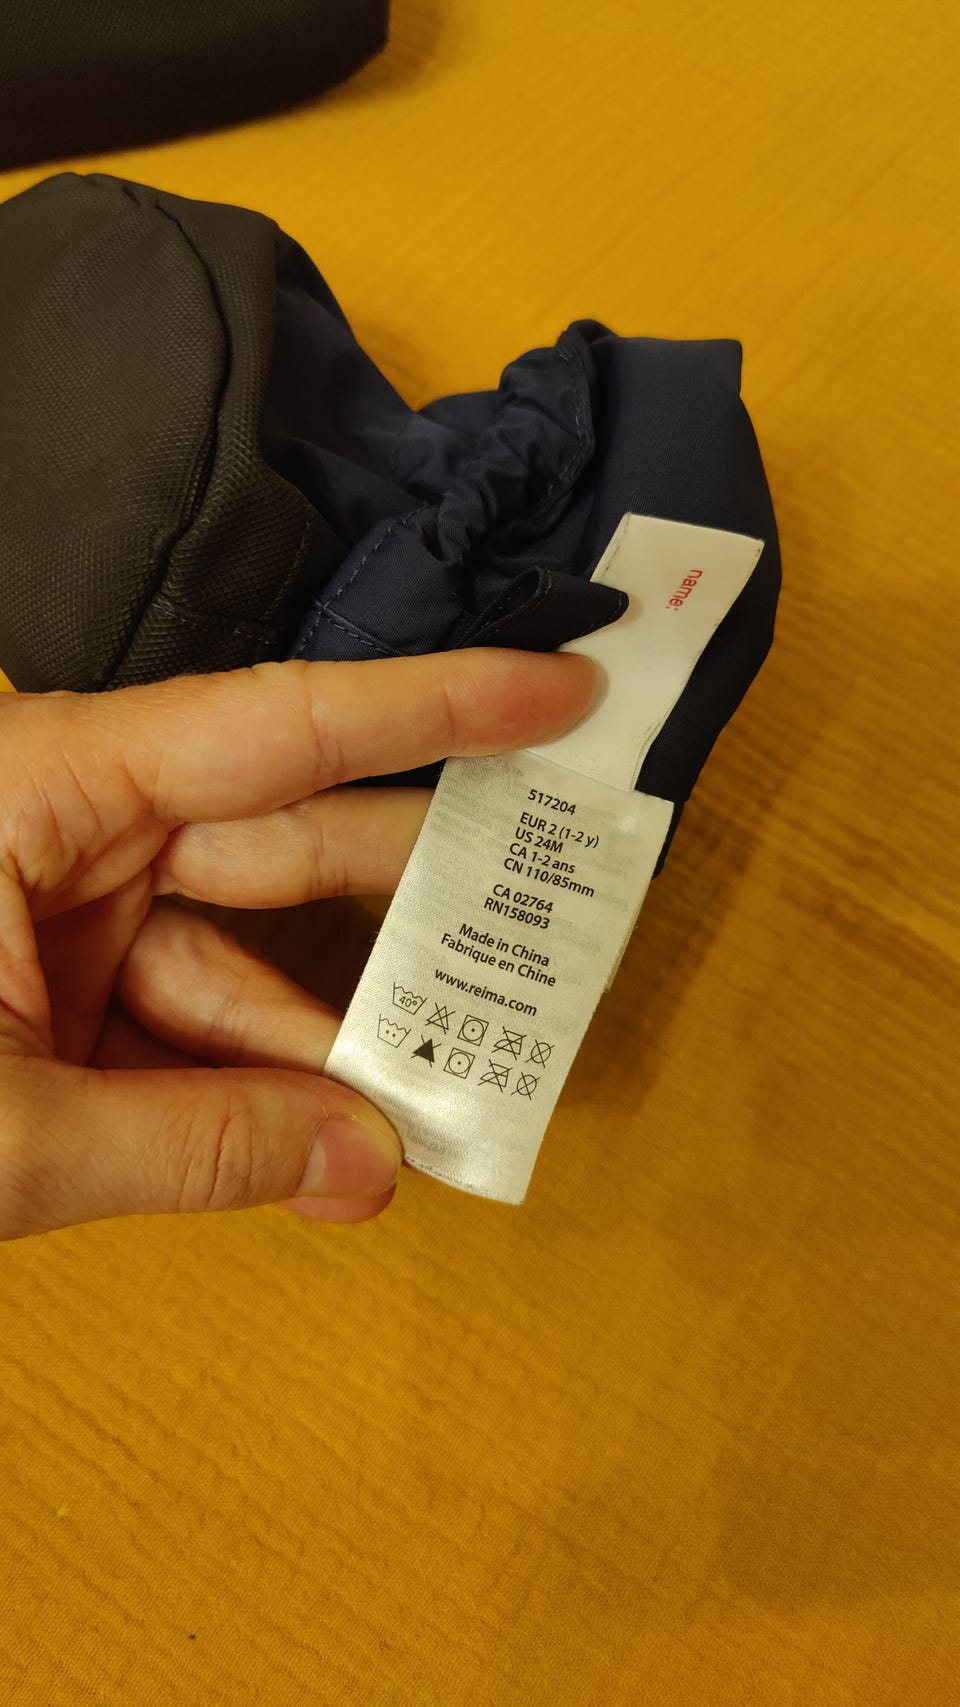 name:
517204
EUR 2 (1-2 y)
US 24M
CA 1-2 ans
CN 110/85mm
CA 02764
RN158093
Made in China
Fabrique en Chine
www.reima.com
40°